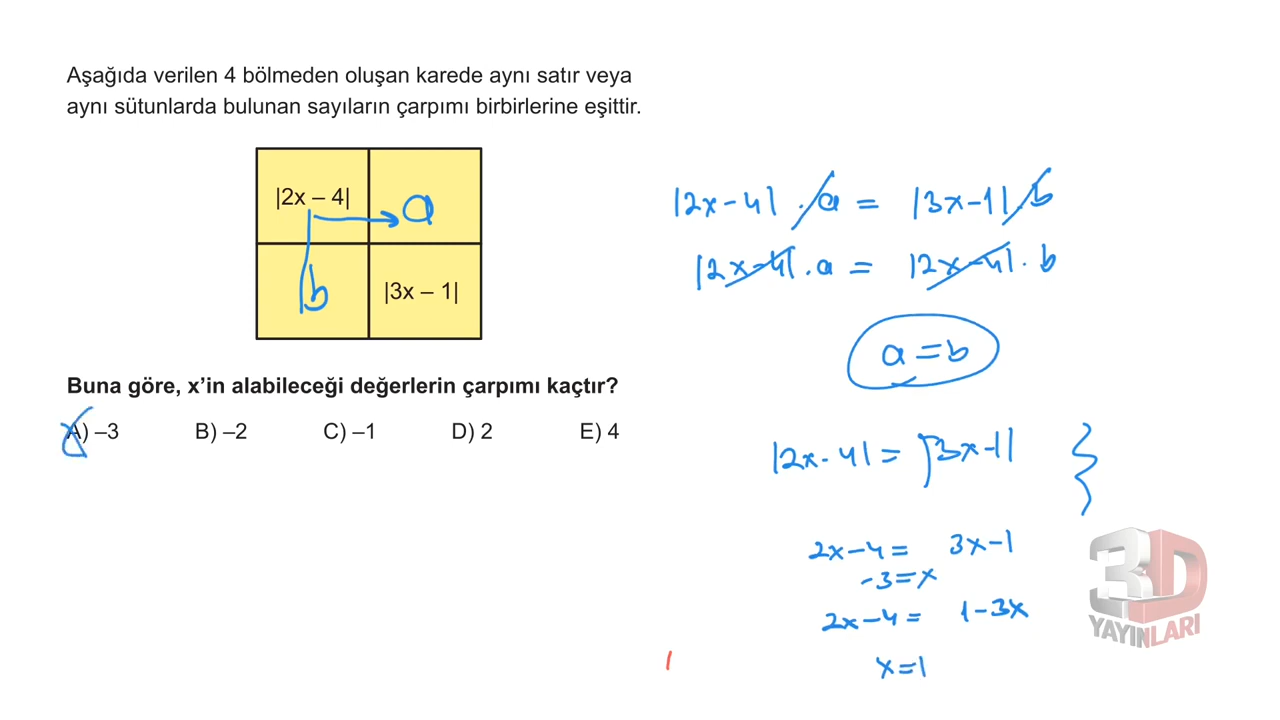 Aşağıda verilen 4 bölmeden oluşan karede aynı satır veya
aynı sütunlarda bulunan sayıların çarpımı birbirlerine eşittir.
|2x – 4|
a
b
|3x – 1|
Buna göre, x’in alabileceği değerlerin çarpımı kaçtır?
A) –3 B) –2 C) –1 D) 2 E) 4
|2x-4| . a = |3x-1| b
|2x-4| . a = |2x-4| . b
a = b
|2x-4| = |3x-1|
2x-4 = 3x-1
-3 = x
2x-4 = 1-3x
x=1
3D
YAYINLARI